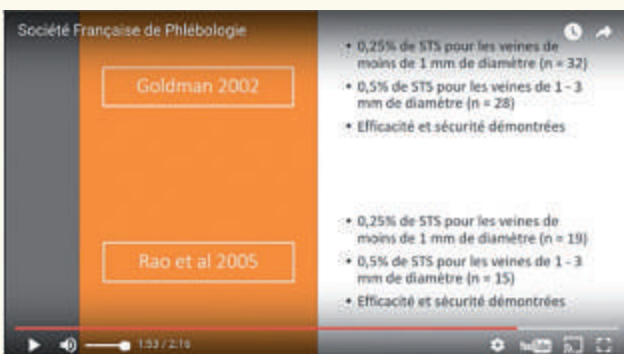 Société Française de Phlébologie
Goldman 2002
• 0,25% de STS pour les veines de
moins de 1 mm de diamètre (n = 32)
• 0,5% de STS pour les veines de 1 - 3
mm de diamètre (n = 28)
• Efficacité et sécurité démontrées
Rao et al 2005
• 0,25% de STS pour les veines de
moins de 1 mm de diamètre (n = 19)
• 0,5% de STS pour les veines de 1 - 3
mm de diamètre (n = 15)
• Efficacité et sécurité démontrées
1:53 / 2:16
YouTube